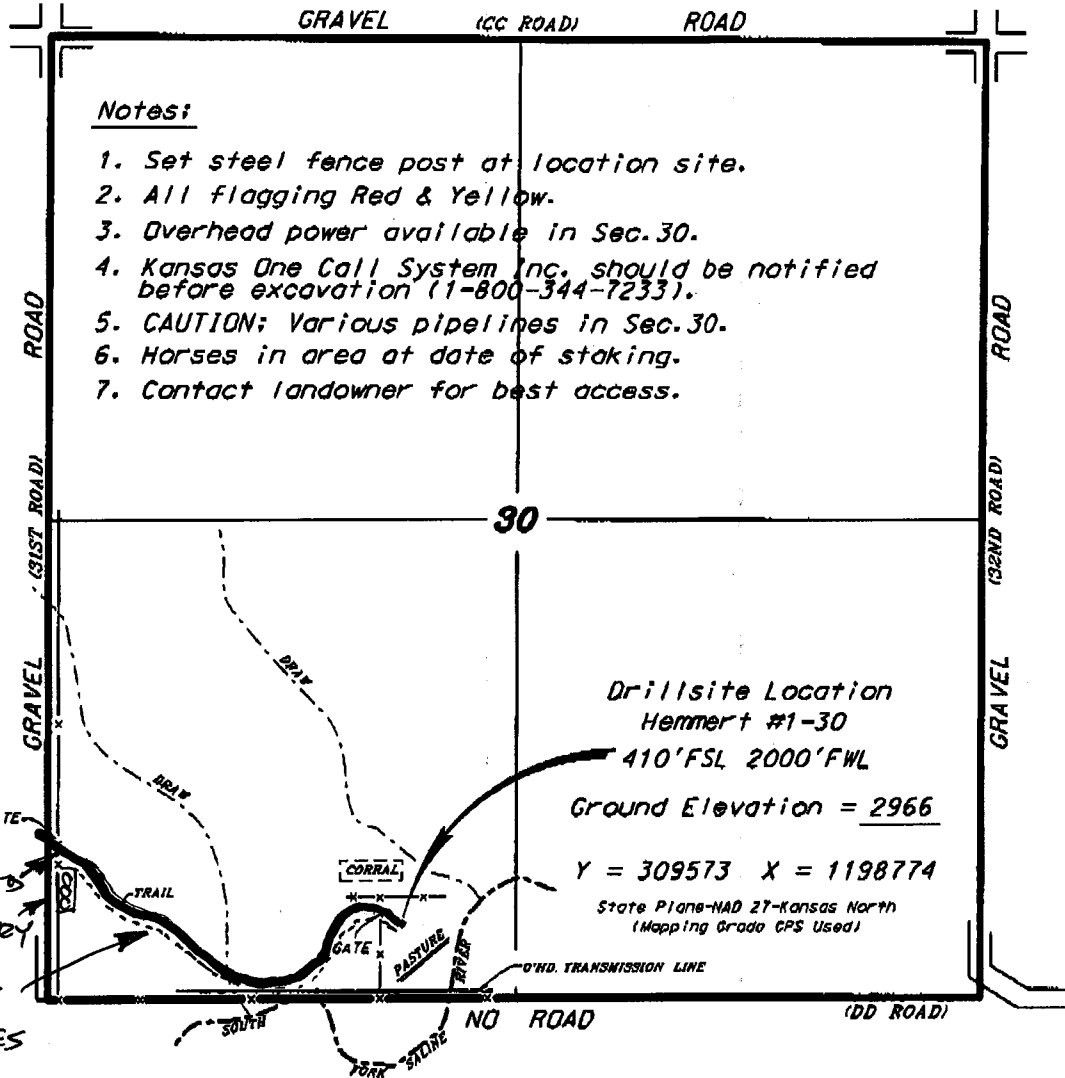 GRAVEL (CC ROAD) ROAD
Notes:
1. Set steel fence post at location site.
2. All flagging Red & Yellow.
3. Overhead power available in Sec.30.
4. Kansas One Call System Inc. should be notified
before excavation (1-800-344-7233).
5. CAUTION: Various pipelines in Sec.30.
6. Horses in area at date of staking.
7. Contact landowner for best access.
GRAVEL (31ST ROAD) ROAD
GRAVEL (32ND ROAD) ROAD
30
DRAW
DRAW
Drillsite Location
Hemmert #1-30
410'FSL 2000'FWL
Ground Elevation = 2966
Y = 309573 X = 1198774
State Plane-NAD 27-Kansas North
(Mapping Grade GPS Used)
TE
TRAIL
CORRAL
GATE
PASTURE
RIVER
O'HD. TRANSMISSION LINE
SOUTH
FORK
SALINE
NO ROAD
(DD ROAD)
ES